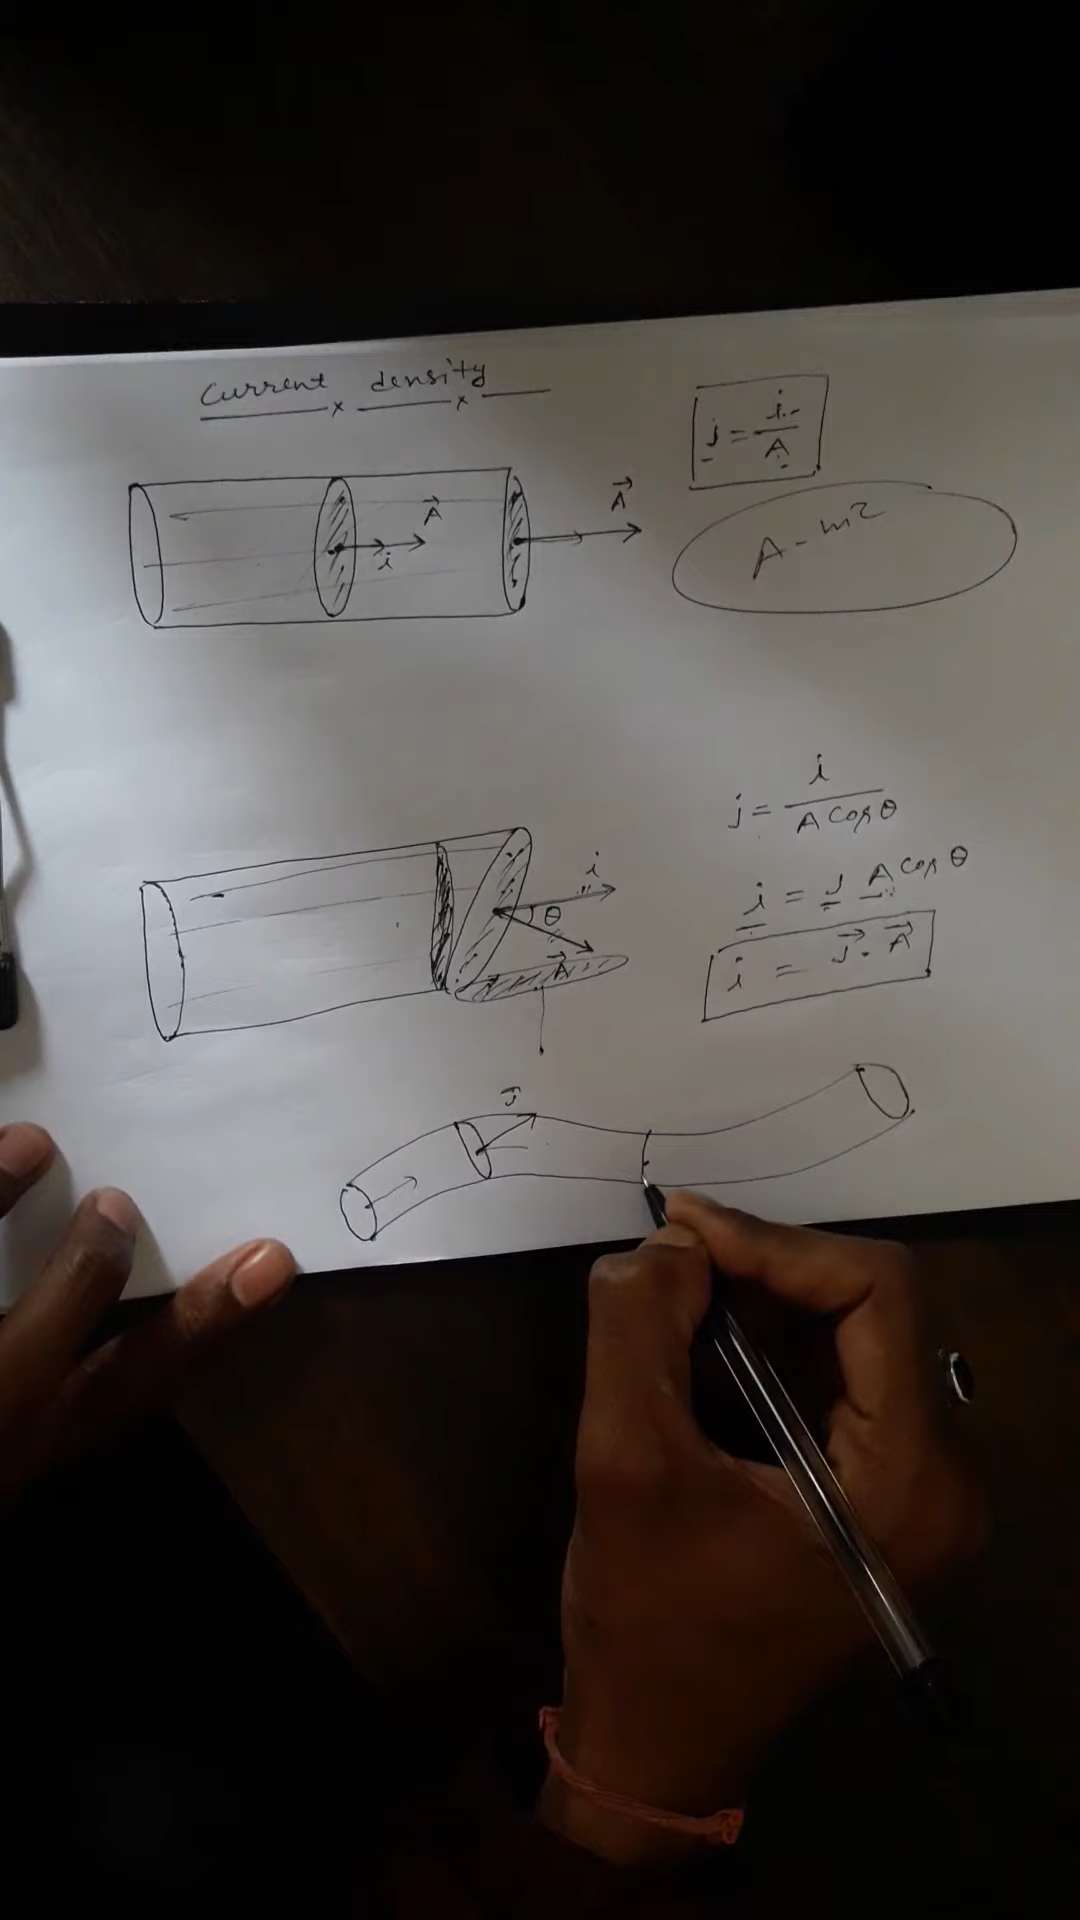 Current density
j = i / A
A⃗
i
A⃗
A - m²
j = i / A cos θ
i
θ
A⃗
i = J A cos θ
i = J⃗ . A⃗
J